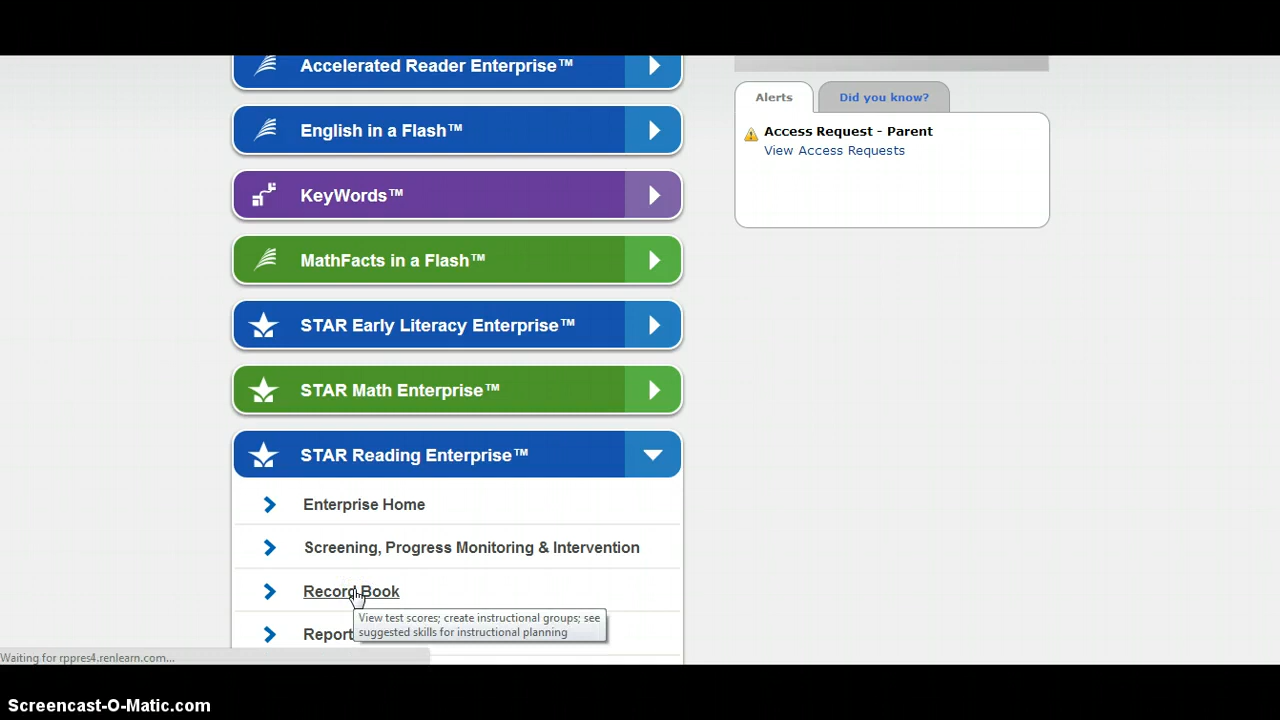 Accelerated Reader Enterprise™
English in a Flash™
KeyWords™
MathFacts in a Flash™
STAR Early Literacy Enterprise™
STAR Math Enterprise™
STAR Reading Enterprise™
Enterprise Home
Screening, Progress Monitoring & Intervention
Record Book
View test scores; create instructional groups; see
suggested skills for instructional planning
Report
Alerts
Did you know?
Access Request - Parent
View Access Requests
Waiting for rppres4.renlearn.com...
Screencast-O-Matic.com